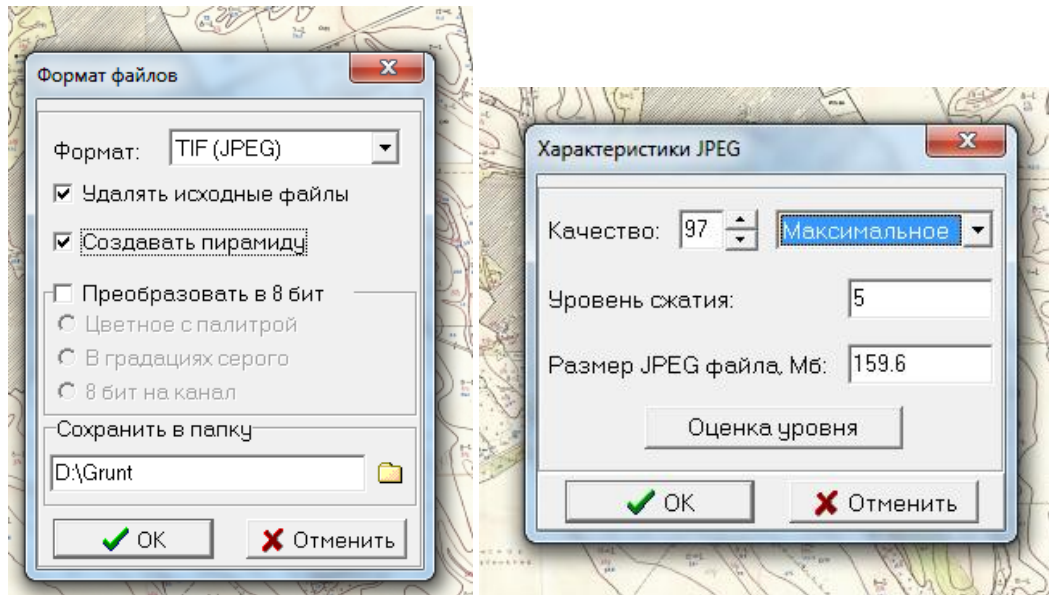 Формат файлов
Формат: TIF (JPEG)
Удалять исходные файлы
Создавать пирамиду
Преобразовать в 8 бит
Цветное с палитрой
В градациях серого
8 бит на канал
Сохранить в папку
D:\Grunt
OK Отменить
Характеристики JPEG
Качество: 97 Максимальное
Уровень сжатия: 5
Размер JPEG файла, Мб: 159.6
Оценка уровня
OK Отменить